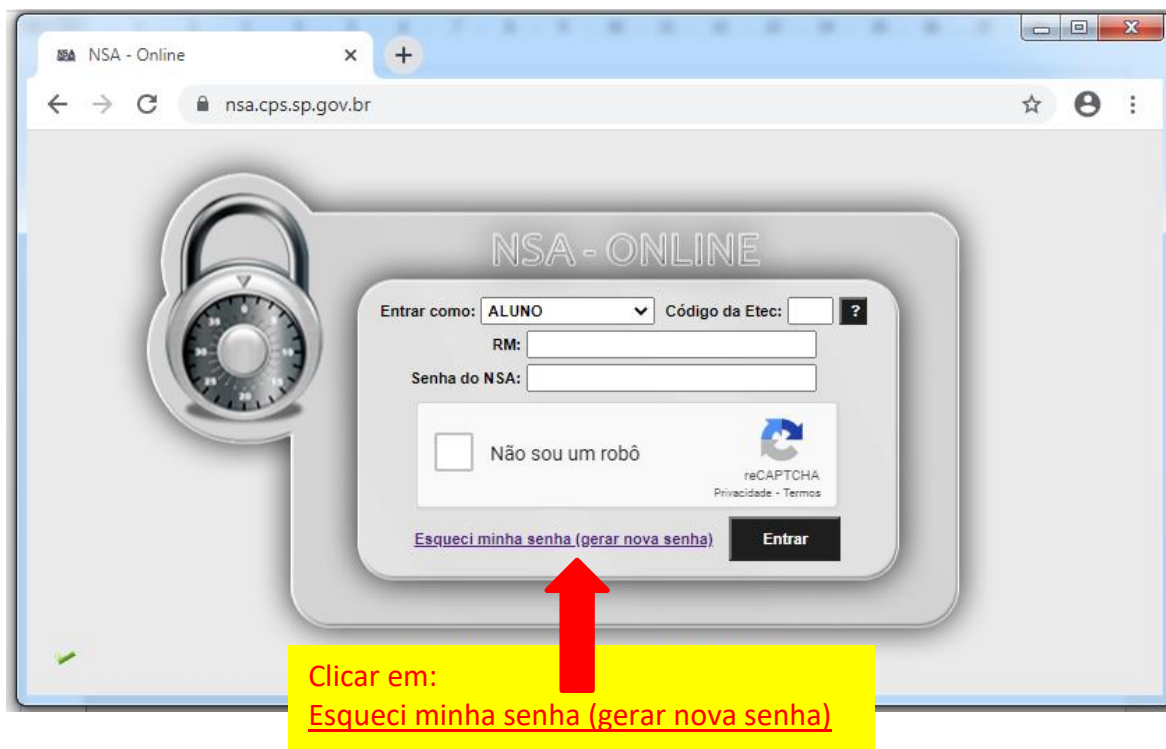 NSA - Online
nsa.cps.sp.gov.br
NSA - ONLINE
Entrar como: ALUNO Código da Etec: ?
RM:
Senha do NSA:
Não sou um robô
reCAPTCHA
Privacidade - Termos
Esqueci minha senha (gerar nova senha) Entrar
Clicar em:
Esqueci minha senha (gerar nova senha)